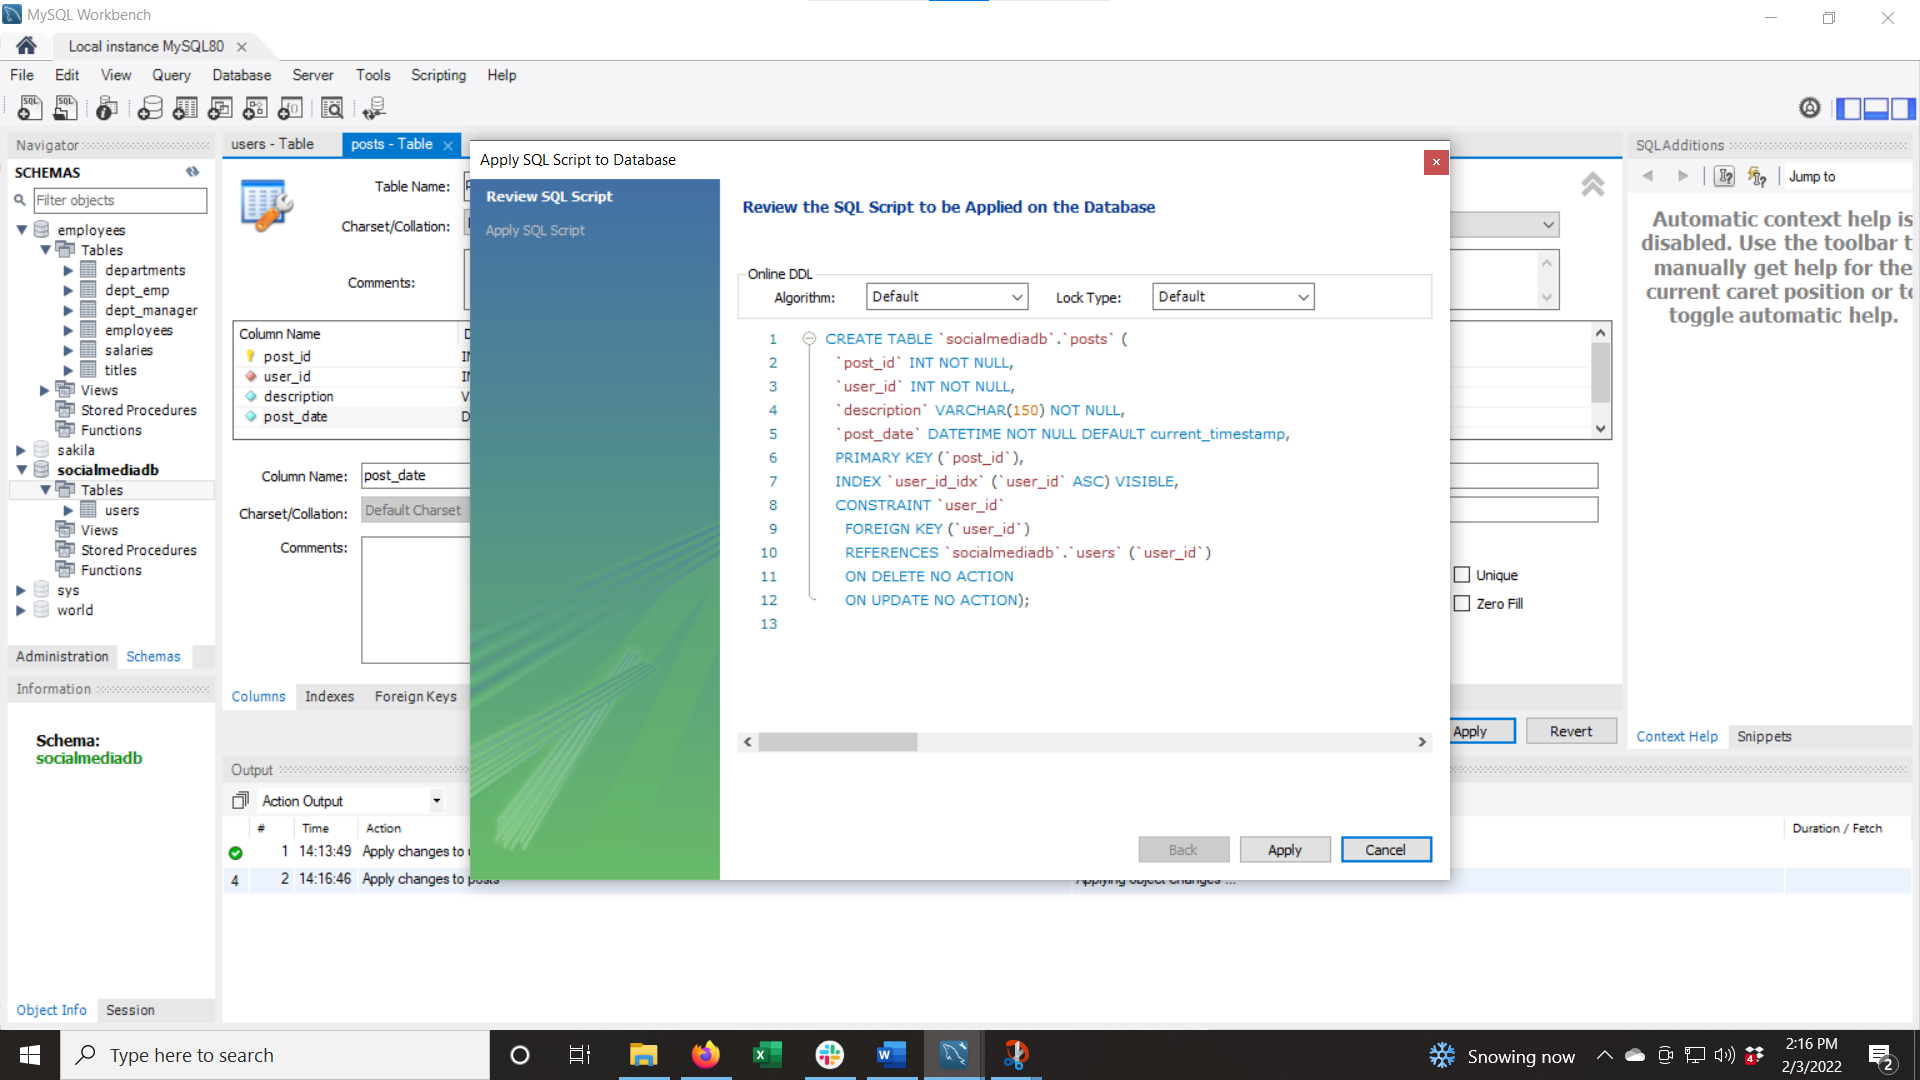 MySQL Workbench
Local instance MySQL80
File Edit View Query Database Server Tools Scripting Help
Navigator
SCHEMAS
Filter objects
employees
Tables
departments
dept_emp
dept_manager
employees
salaries
titles
Views
Stored Procedures
Functions
sakila
socialmediadb
Tables
users
Views
Stored Procedures
Functions
sys
world
Administration Schemas
Information
Schema:
socialmediadb
Object Info Session
users - Table posts - Table
Table Name:
Charset/Collation:
Comments:
Column Name
post_id
user_id
description
post_date
Column Name: post_date
Charset/Collation: Default Charset
Comments:
Columns Indexes Foreign Keys
Apply SQL Script to Database
Review SQL Script
Apply SQL Script
Review the SQL Script to be Applied on the Database
Online DDL
Algorithm: Default Lock Type: Default
1 CREATE TABLE `socialmediadb`.`posts` (
2 `post_id` INT NOT NULL,
3 `user_id` INT NOT NULL,
4 `description` VARCHAR(150) NOT NULL,
5 `post_date` DATETIME NOT NULL DEFAULT current_timestamp,
6 PRIMARY KEY (`post_id`),
7 INDEX `user_id_idx` (`user_id` ASC) VISIBLE,
8 CONSTRAINT `user_id`
9 FOREIGN KEY (`user_id`)
10 REFERENCES `socialmediadb`.`users` (`user_id`)
11 ON DELETE NO ACTION
12 ON UPDATE NO ACTION);
13
Back Apply Cancel
Unique
Zero Fill
Apply Revert
SQLAdditions
Jump to
Automatic context help is
disabled. Use the toolbar t
manually get help for the
current caret position or to
toggle automatic help.
Context Help Snippets
Output
Action Output
# Time Action Duration / Fetch
1 14:13:49 Apply changes to
2 14:16:46 Apply changes to posts Applying object changes ...
Type here to search
Snowing now
2:16 PM
2/3/2022
2